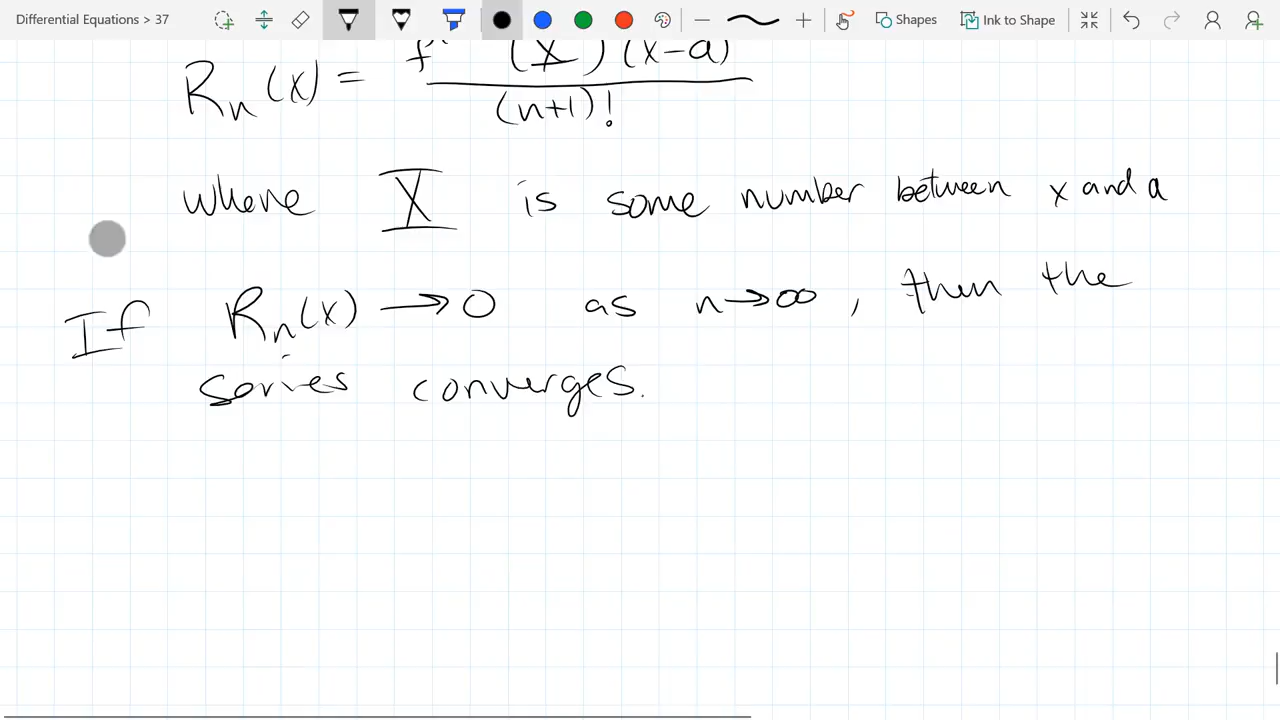 Differential Equations > 37 Shapes Ink to Shape
Rn(x) = f (X)(x-a)
(n+1)!
where X is some number between x and a
If Rn(x) → 0 as n → ∞, then the
series converges.